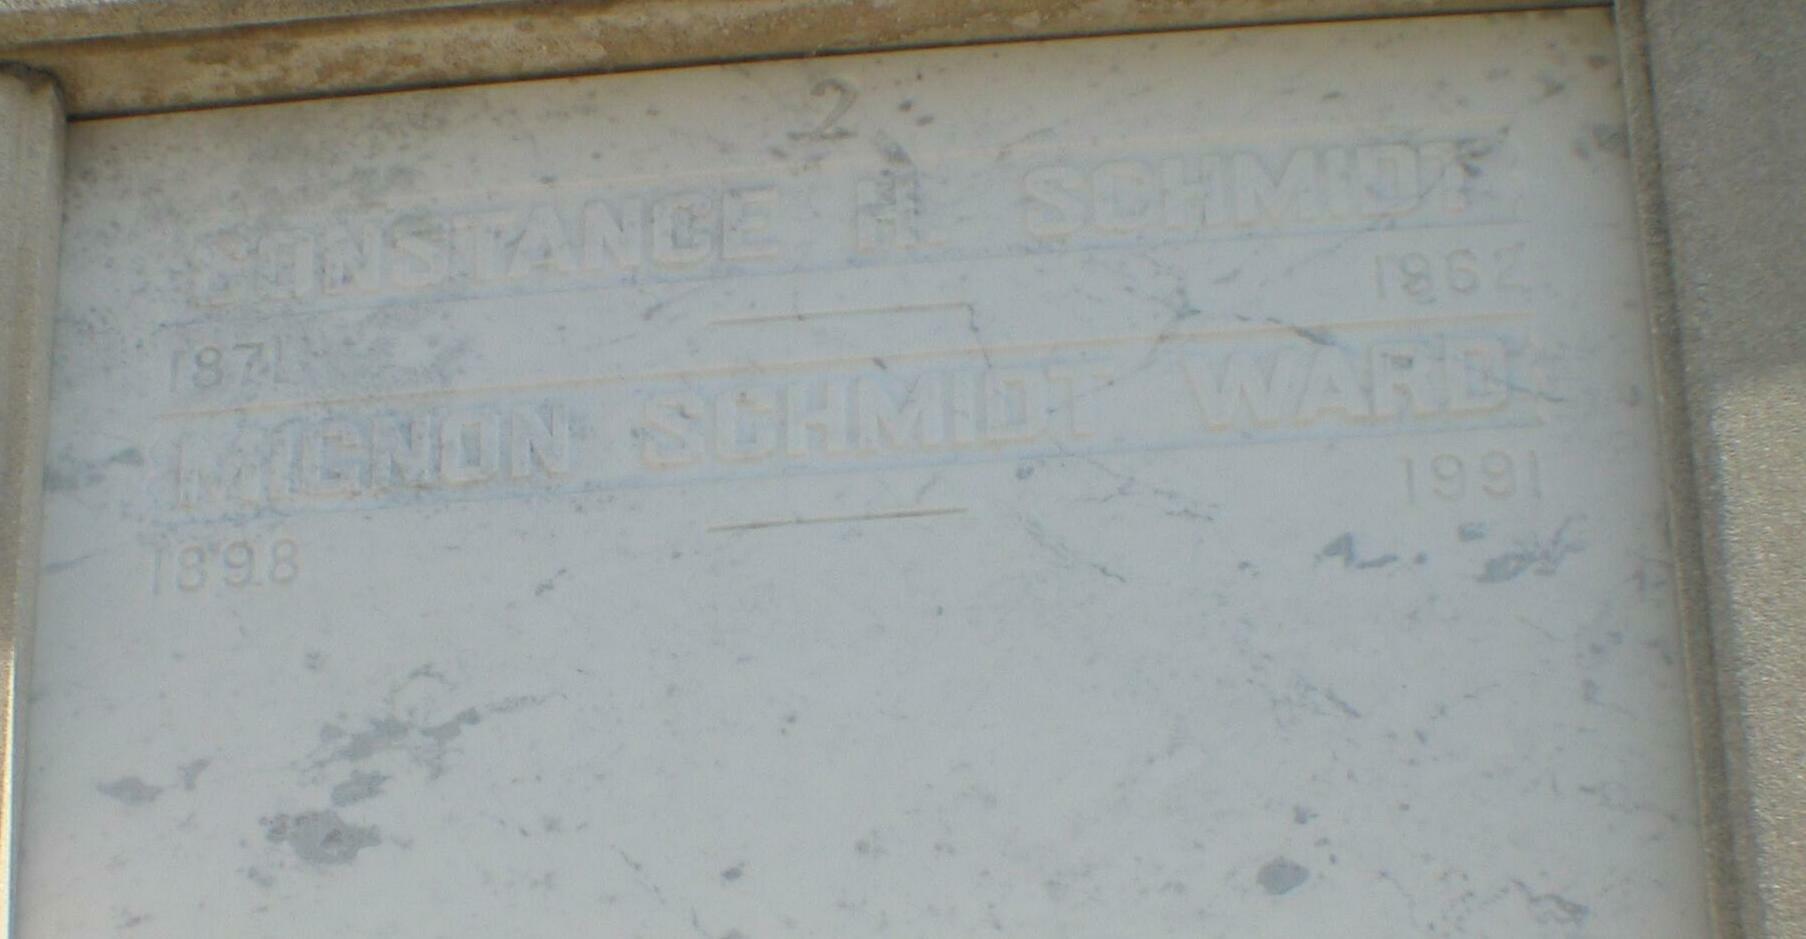 2
CONSTANCE H. SCHMIDT
1871 1962
MIGNON SCHMIDT WARD
1898 1991